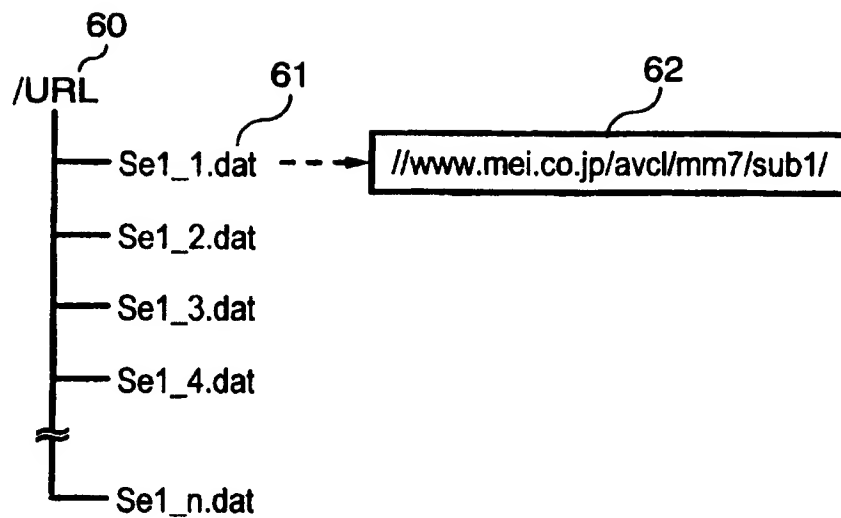 60
/URL
61
62
Se1_1.dat
//www.mei.co.jp/avcl/mm7/sub1/
Se1_2.dat
Se1_3.dat
Se1_4.dat
Se1_n.dat